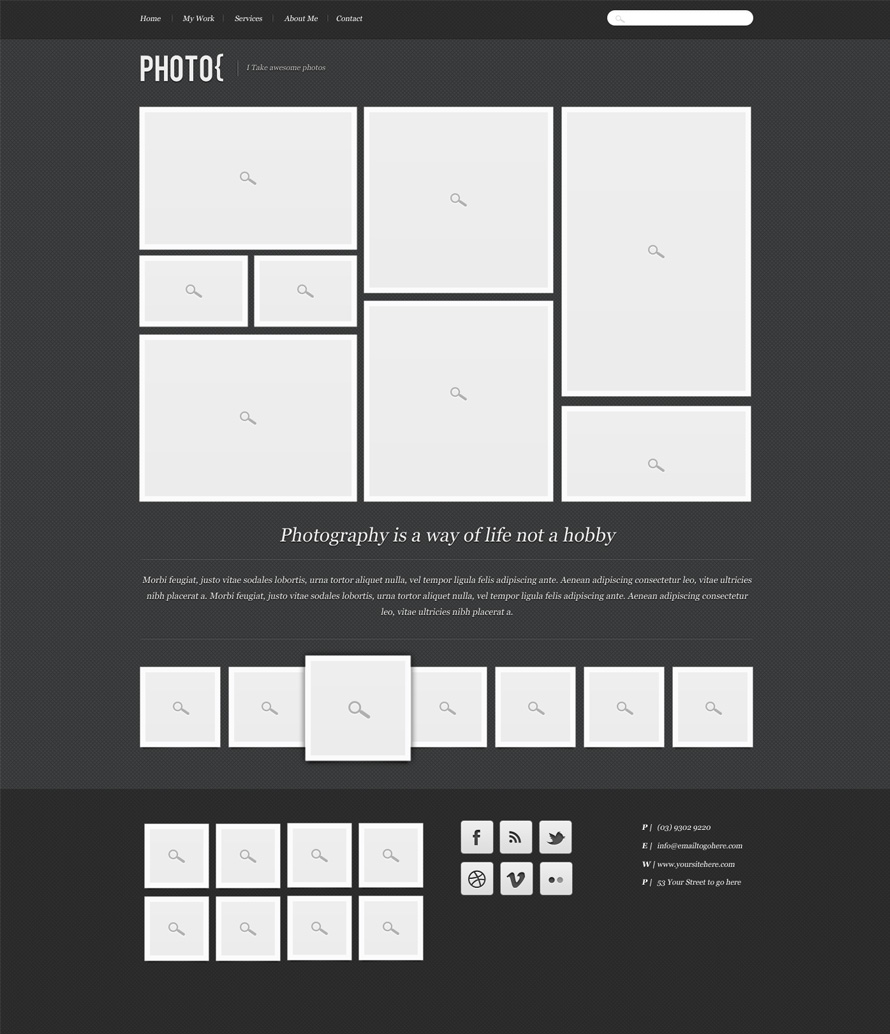 Home | My Work | Services | About Me | Contact
PHOTO{ | I Take awesome photos
Photography is a way of life not a hobby
Morbi feugiat, justo vitae sodales lobortis, urna tortor aliquet nulla, vel tempor ligula felis adipiscing ante. Aenean adipiscing consectetur leo, vitae ultricies
nibh placerat a. Morbi feugiat, justo vitae sodales lobortis, urna tortor aliquet nulla, vel tempor ligula felis adipiscing ante. Aenean adipiscing consectetur
leo, vitae ultricies nibh placerat a.
P | (03) 9302 9220
E | info@emailtogohere.com
W | www.yoursitehere.com
P | 53 Your Street to go here